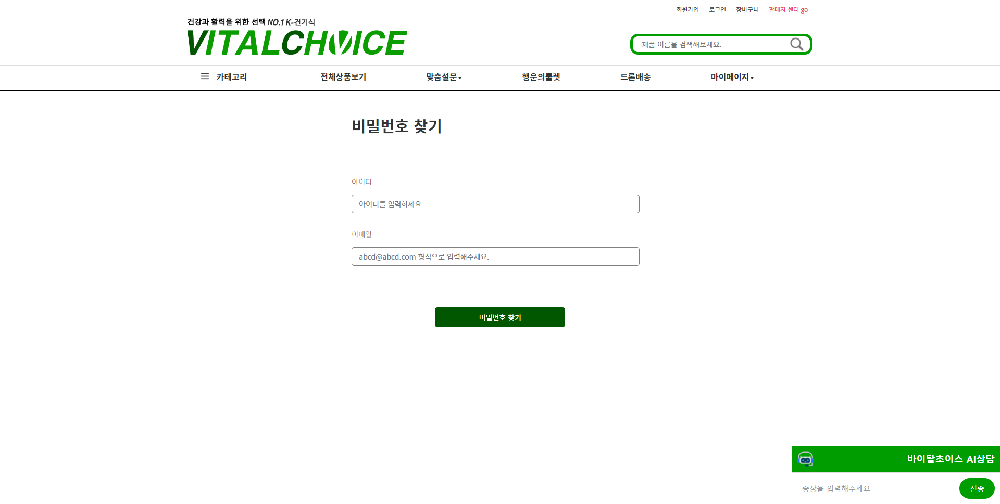 회원가입 로그인 장바구니 판매자 센터 go
건강과 활력을 위한 선택 NO.1 K-건기식
VITALCHOICE
제품 이름을 검색해보세요.
카테고리 전체상품보기 맞춤설문 행운의룰렛 드론배송 마이페이지
비밀번호 찾기
아이디
아이디를 입력하세요
이메일
abcd@abcd.com 형식으로 입력해주세요.
비밀번호 찾기
바이탈초이스 AI상담
증상을 입력해주세요 전송